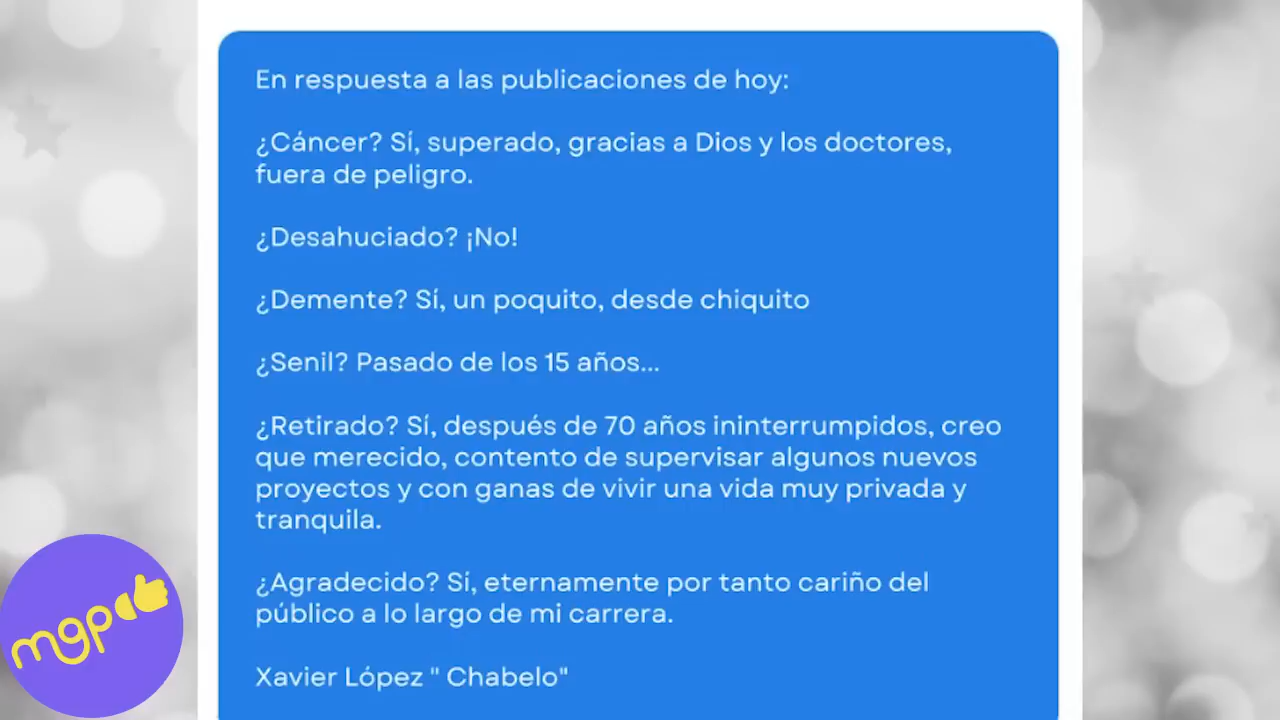 En respuesta a las publicaciones de hoy:
¿Cáncer? Sí, superado, gracias a Dios y los doctores,
fuera de peligro.
¿Desahuciado? ¡No!
¿Demente? Sí, un poquito, desde chiquito
¿Senil? Pasado de los 15 años...
¿Retirado? Sí, después de 70 años ininterrumpidos, creo
que merecido, contento de supervisar algunos nuevos
proyectos y con ganas de vivir una vida muy privada y
tranquila.
¿Agradecido? Sí, eternamente por tanto cariño del
público a lo largo de mi carrera.
Xavier López " Chabelo"
mgp